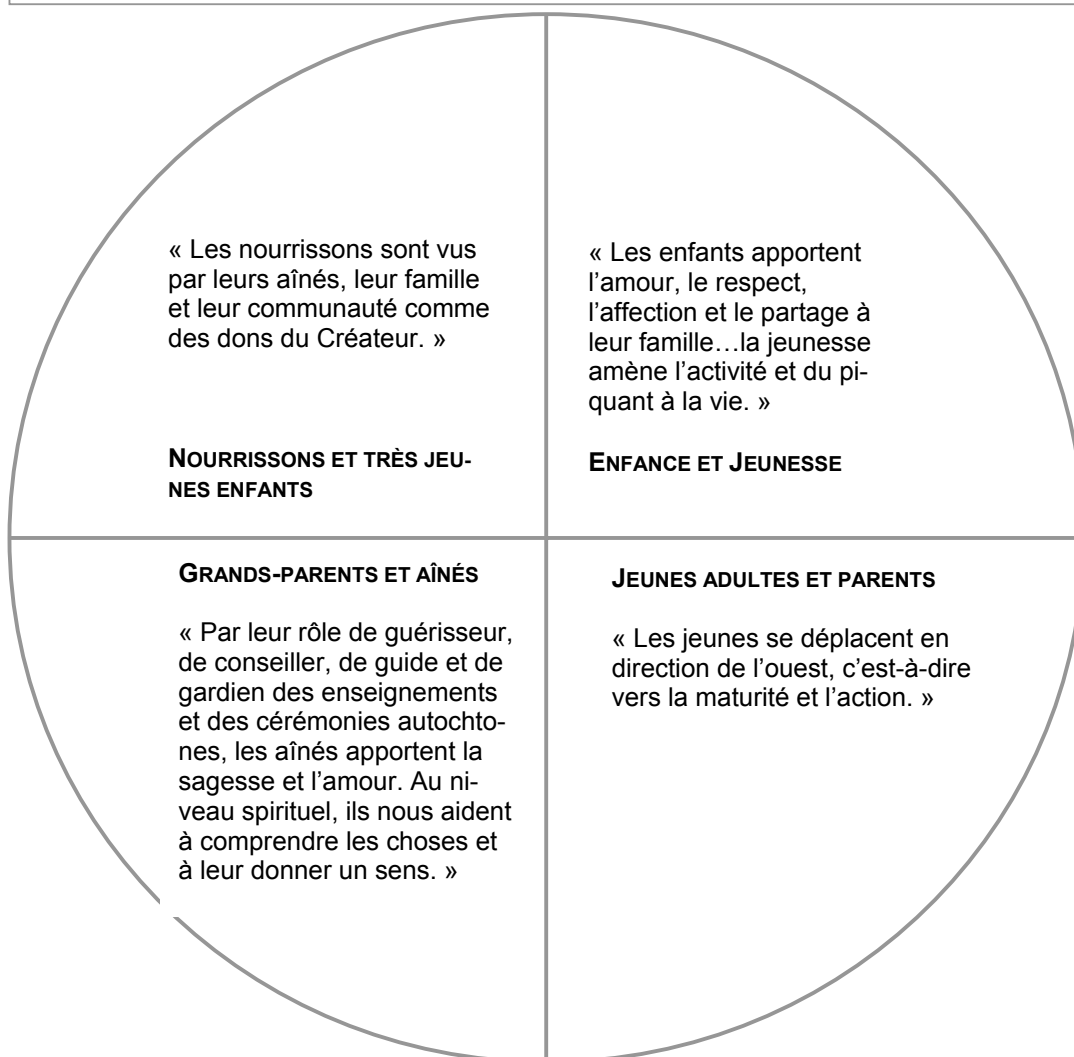 « Les nourrissons sont vus
par leurs aînés, leur famille
et leur communauté comme
des dons du Créateur. »
NOURRISSONS ET TRÈS JEU-
NES ENFANTS
« Les enfants apportent
l’amour, le respect,
l’affection et le partage à
leur famille…la jeunesse
amène l’activité et du pi-
quant à la vie. »
ENFANCE ET JEUNESSE
GRANDS-PARENTS ET AÎNÉS
« Par leur rôle de guérisseur,
de conseiller, de guide et de
gardien des enseignements
et des cérémonies autochto-
nes, les aînés apportent la
sagesse et l’amour. Au ni-
veau spirituel, ils nous aident
à comprendre les choses et
à leur donner un sens. »
JEUNES ADULTES ET PARENTS
« Les jeunes se déplacent en
direction de l’ouest, c’est-à-dire
vers la maturité et l’action. »